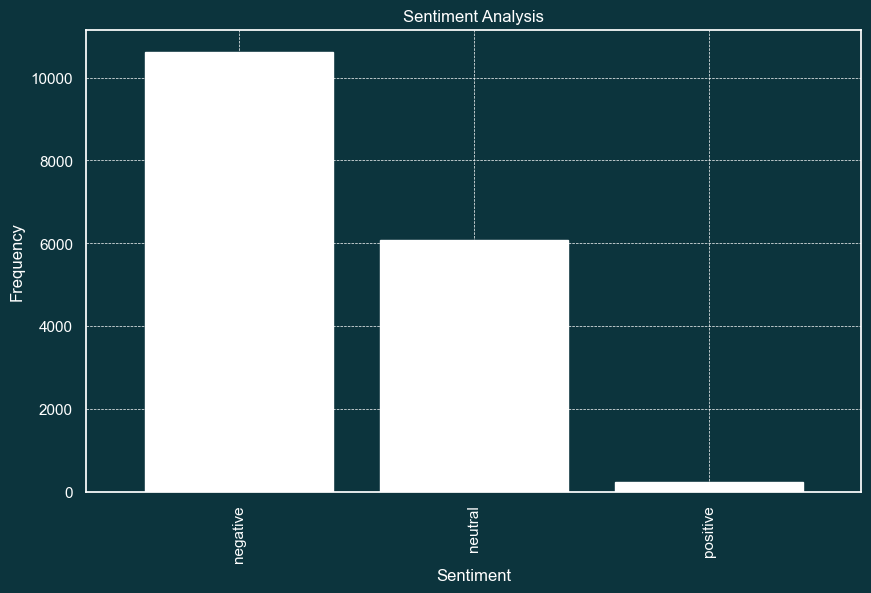 Sentiment Analysis
Frequency
10000
8000
6000
4000
2000
0
negative
neutral
positive
Sentiment